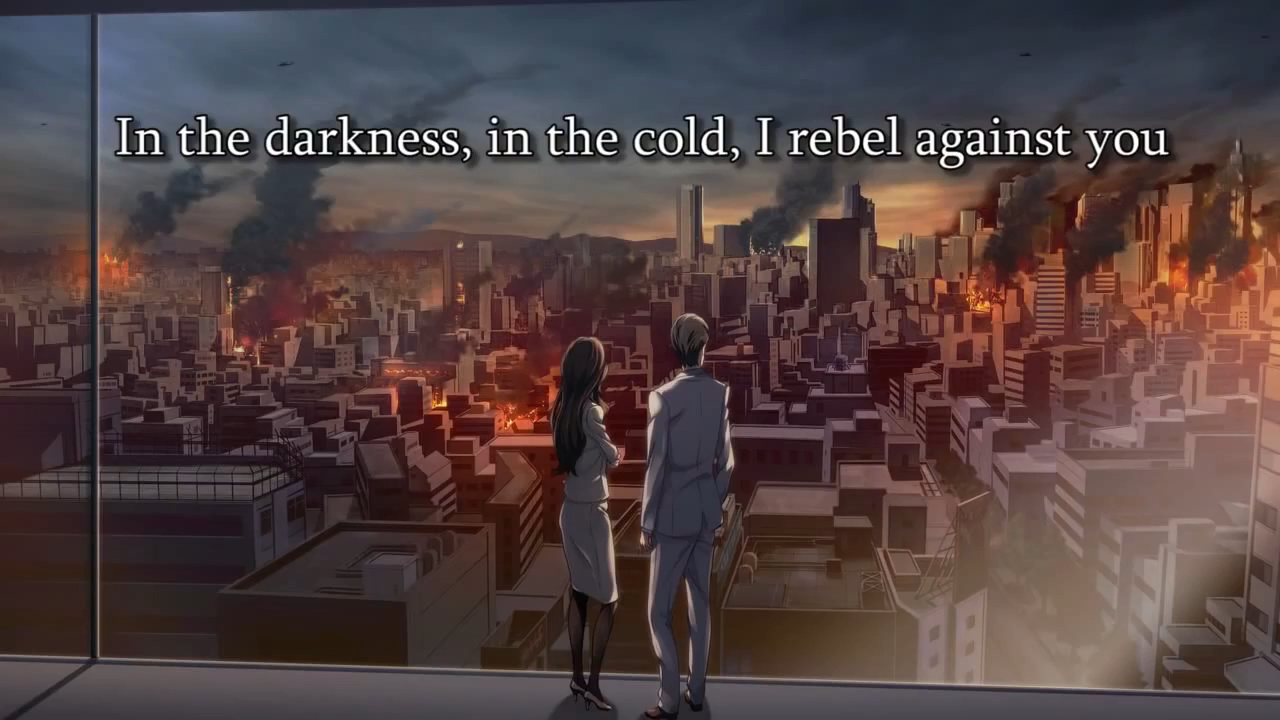 In the darkness, in the cold, I rebel against you